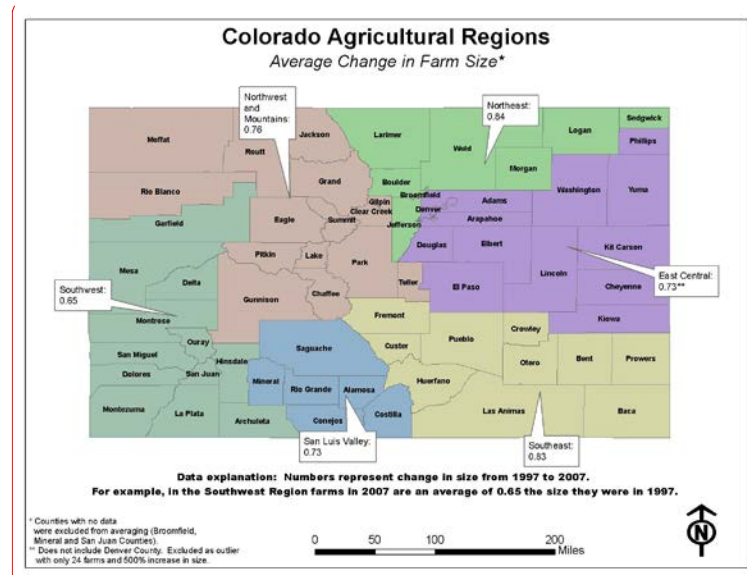 Colorado Agricultural Regions
Average Change in Farm Size*
Northwest
and
Mountains:
0.76
Northeast:
0.84
Sedgwick
Moffat
Jackson
Larimer
Logan
Phillips
Routt
Weld
Morgan
Rio Blanco
Grand
Boulder
Washington
Yuma
Broomfield
Gilpin
Adams
Garfield
Clear Creek
Denver
Eagle
Summit
Arapahoe
Jefferson
Douglas
Elbert
Kit Carson
Pitkin
Lake
Park
Mesa
Lincoln
East Central:
0.73**
Southwest:
0.65
Delta
Teller
El Paso
Cheyenne
Gunnison
Chaffee
Fremont
Montrose
Kiowa
Crowley
Saguache
Custer
Pueblo
Ouray
San Miguel
Hinsdale
Otero
Bent
Prowers
Dolores
San Juan
Mineral
Rio Grande
Alamosa
Huerfano
Montezuma
La Plata
Archuleta
Conejos
Costilla
Las Animas
Baca
San Luis Valley:
0.73
Southeast:
0.83
Data explanation: Numbers represent change in size from 1997 to 2007.
For example, in the Southwest Region farms in 2007 are an average of 0.65 the size they were in 1997.
* Counties with no data
were excluded from averaging (Broomfield,
Mineral and San Juan Counties).
** Does not include Denver County. Excluded as outlier
with only 24 farms and 500% increase in size.
0 50 100 200
Miles
N